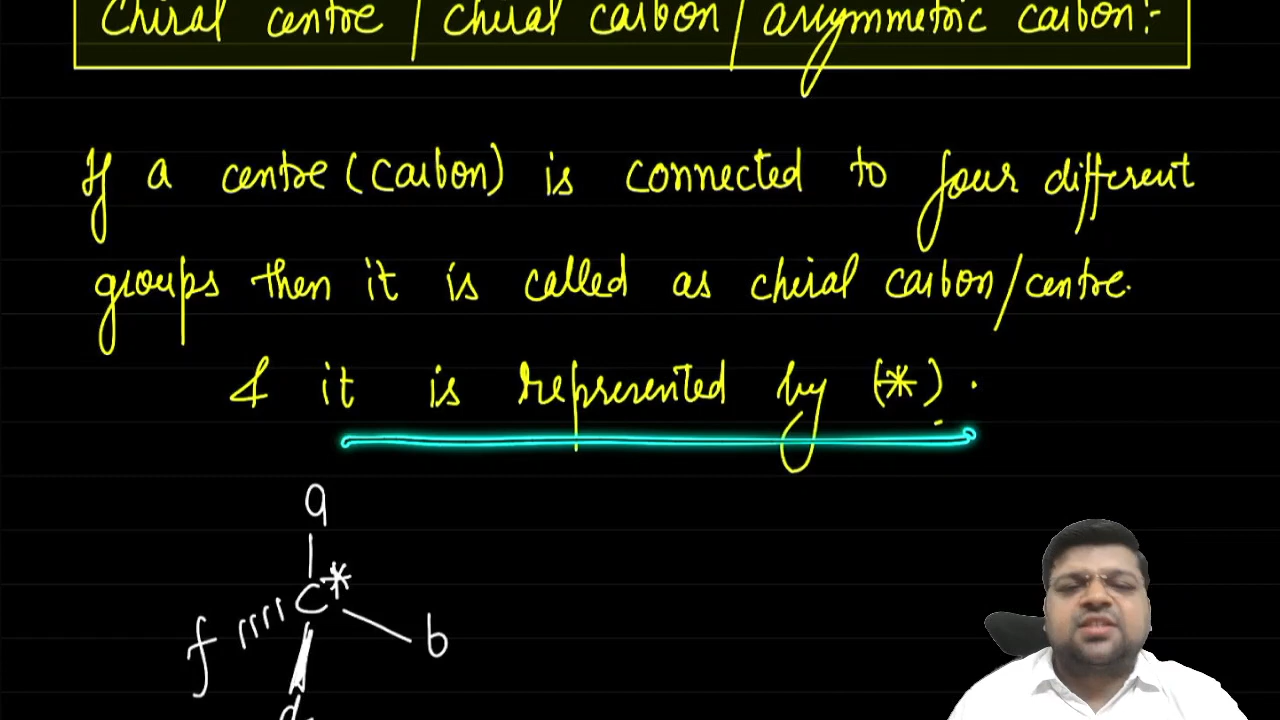 Chiral centre / chiral carbon / asymmetric carbon:-
If a centre (carbon) is connected to four different
groups then it is called as chiral carbon/centre.
& it is represented by (*).
a
C*
f
b
d